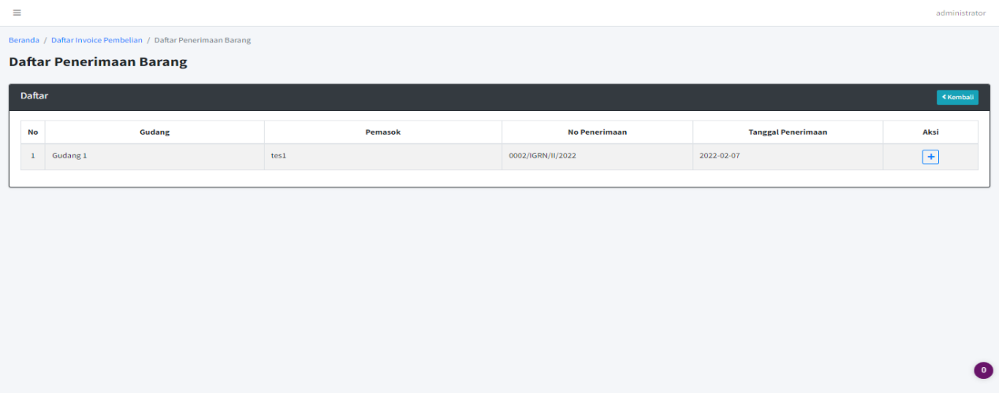 administrator
Beranda / Daftar Invoice Pembelian / Daftar Penerimaan Barang
Daftar Penerimaan Barang
Daftar Kembali
No Gudang Pemasok No Penerimaan Tanggal Penerimaan Aksi
1 Gudang 1 tes1 0002/IGRN/II/2022 2022-02-07 +
0